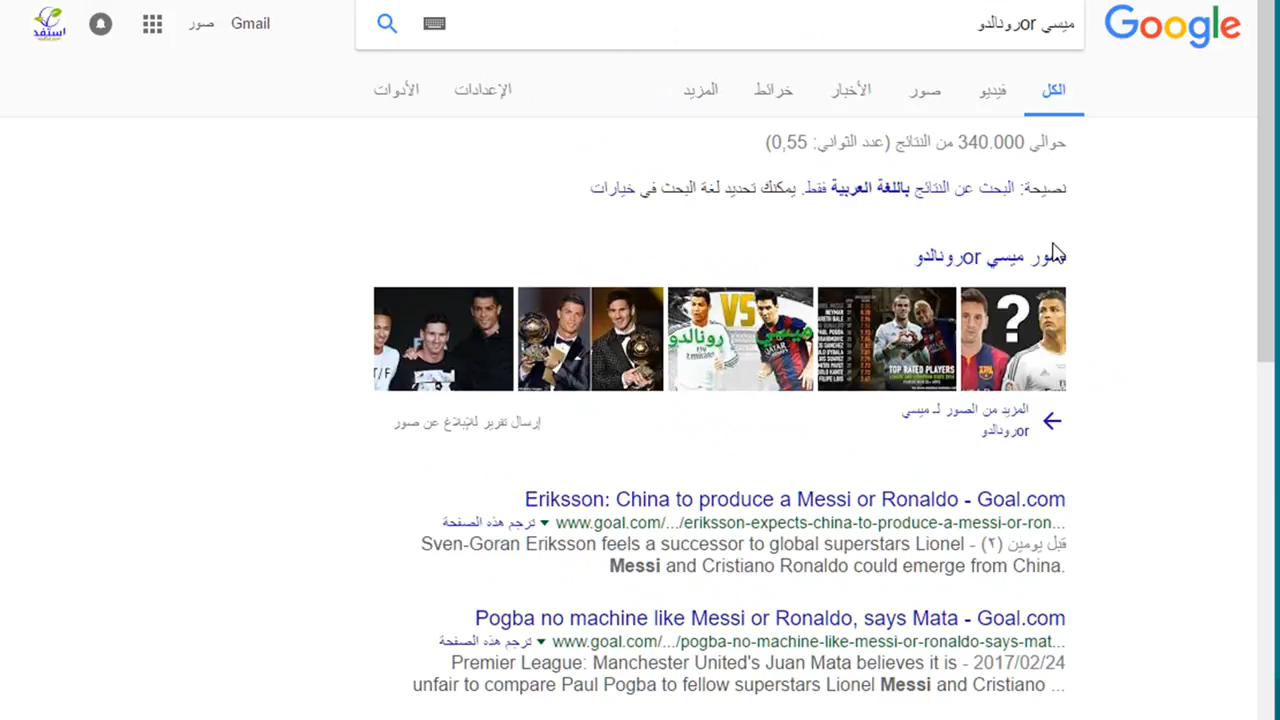 Google
ميسي orرونالدو
Gmail
صور
استفد
الكل
فيديو
صور
الأخبار
خرائط
المزيد
الإعدادات
الأدوات
حوالي 340.000 من النتائج (عدد الثواني: 0,55)
نصيحة: البحث عن النتائج باللغة العربية فقط. يمكنك تحديد لغة البحث في خيارات
صور ميسي orرونالدو
T/F
VS
رونالدو
ميسي
TOP RATED PLAYERS
?
المزيد من الصور لـ ميسي
orرونالدو
إرسال تقرير للإبلاغ عن صور
Eriksson: China to produce a Messi or Ronaldo - Goal.com
www.goal.com/.../eriksson-expects-china-to-produce-a-messi-or-ron... ترجم هذه الصفحة
قبل يومين (٢) - Sven-Goran Eriksson feels a successor to global superstars Lionel
Messi and Cristiano Ronaldo could emerge from China.
Pogba no machine like Messi or Ronaldo, says Mata - Goal.com
www.goal.com/.../pogba-no-machine-like-messi-or-ronaldo-says-mat... ترجم هذه الصفحة
2017/02/24 - Premier League: Manchester United's Juan Mata believes it is
unfair to compare Paul Pogba to fellow superstars Lionel Messi and Cristiano ...